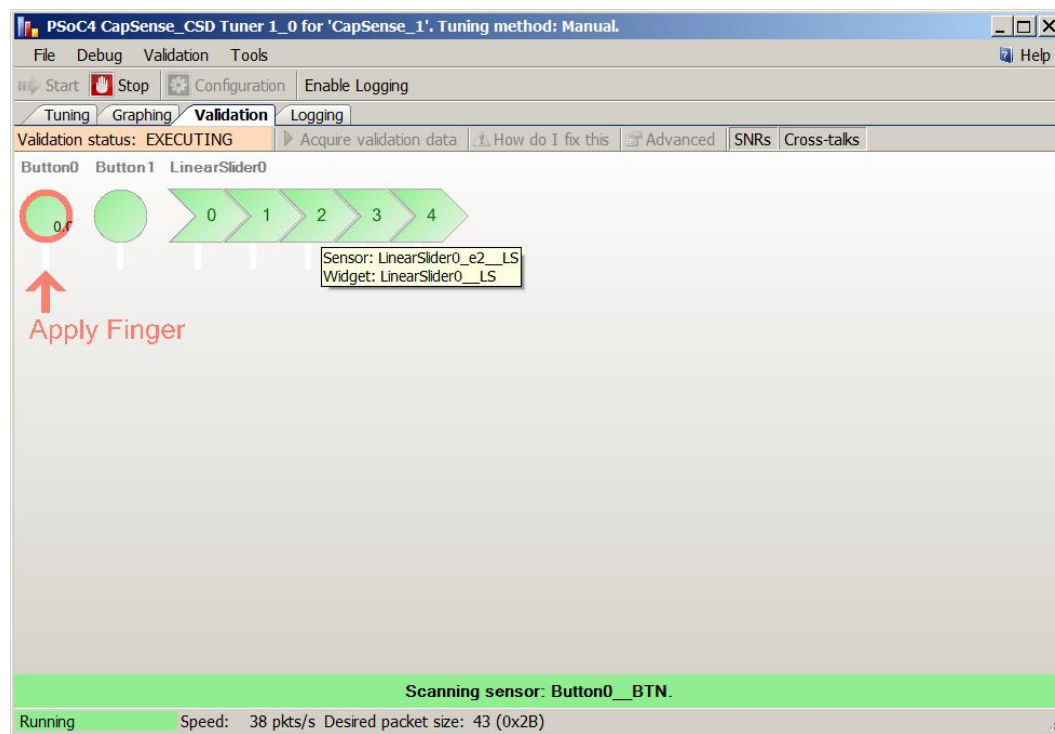 PSoC4 CapSense_CSD Tuner 1_0 for 'CapSense_1'. Tuning method: Manual.
File Debug Validation Tools Help
Start Stop Configuration Enable Logging
Tuning Graphing Validation Logging
Validation status: EXECUTING Acquire validation data How do I fix this Advanced SNRs Cross-talks
Button0 Button1 LinearSlider0
0 1 2 3 4
Sensor: LinearSlider0_e2__LS
Widget: LinearSlider0__LS
Apply Finger
Scanning sensor: Button0__BTN.
Running Speed: 38 pkts/s Desired packet size: 43 (0x2B)